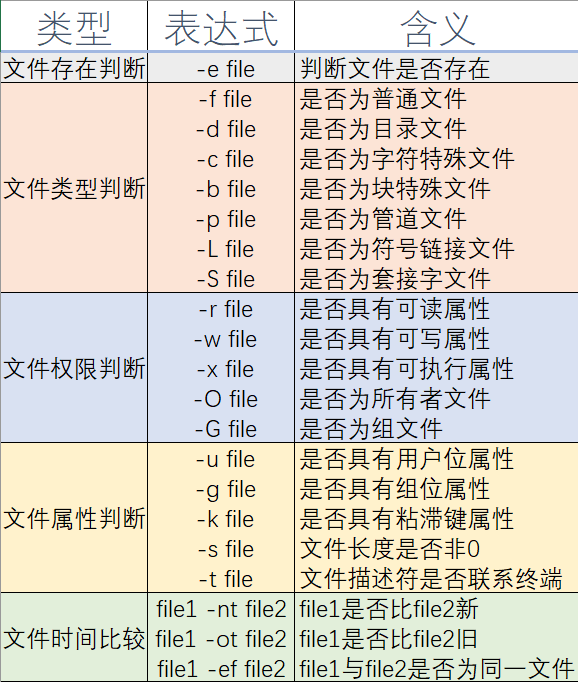 类型 表达式 含义
文件存在判断 -e file 判断文件是否存在
-f file 是否为普通文件
-d file 是否为目录文件
-c file 是否为字符特殊文件
文件类型判断 -b file 是否为块特殊文件
-p file 是否为管道文件
-L file 是否为符号链接文件
-S file 是否为套接字文件
-r file 是否具有可读属性
-w file 是否具有可写属性
文件权限判断 -x file 是否具有可执行属性
-O file 是否为所有者文件
-G file 是否为组文件
-u file 是否具有用户位属性
-g file 是否具有组位属性
文件属性判断 -k file 是否具有粘滞键属性
-s file 文件长度是否非0
-t file 文件描述符是否联系终端
file1 -nt file2 file1是否比file2新
文件时间比较 file1 -ot file2 file1是否比file2旧
file1 -ef file2 file1与file2是否为同一文件